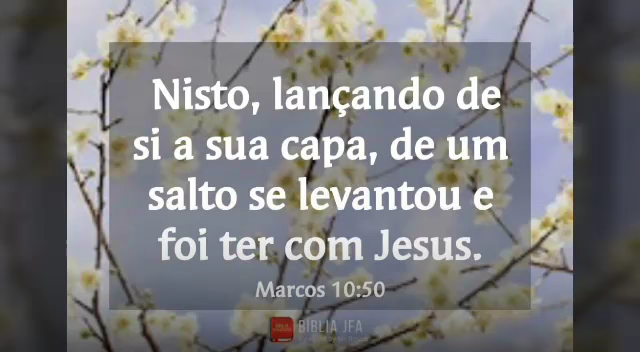 Nisto, lançando de
si a sua capa, de um
salto se levantou e
foi ter com Jesus.
Marcos 10:50
BÍBLIA JFA